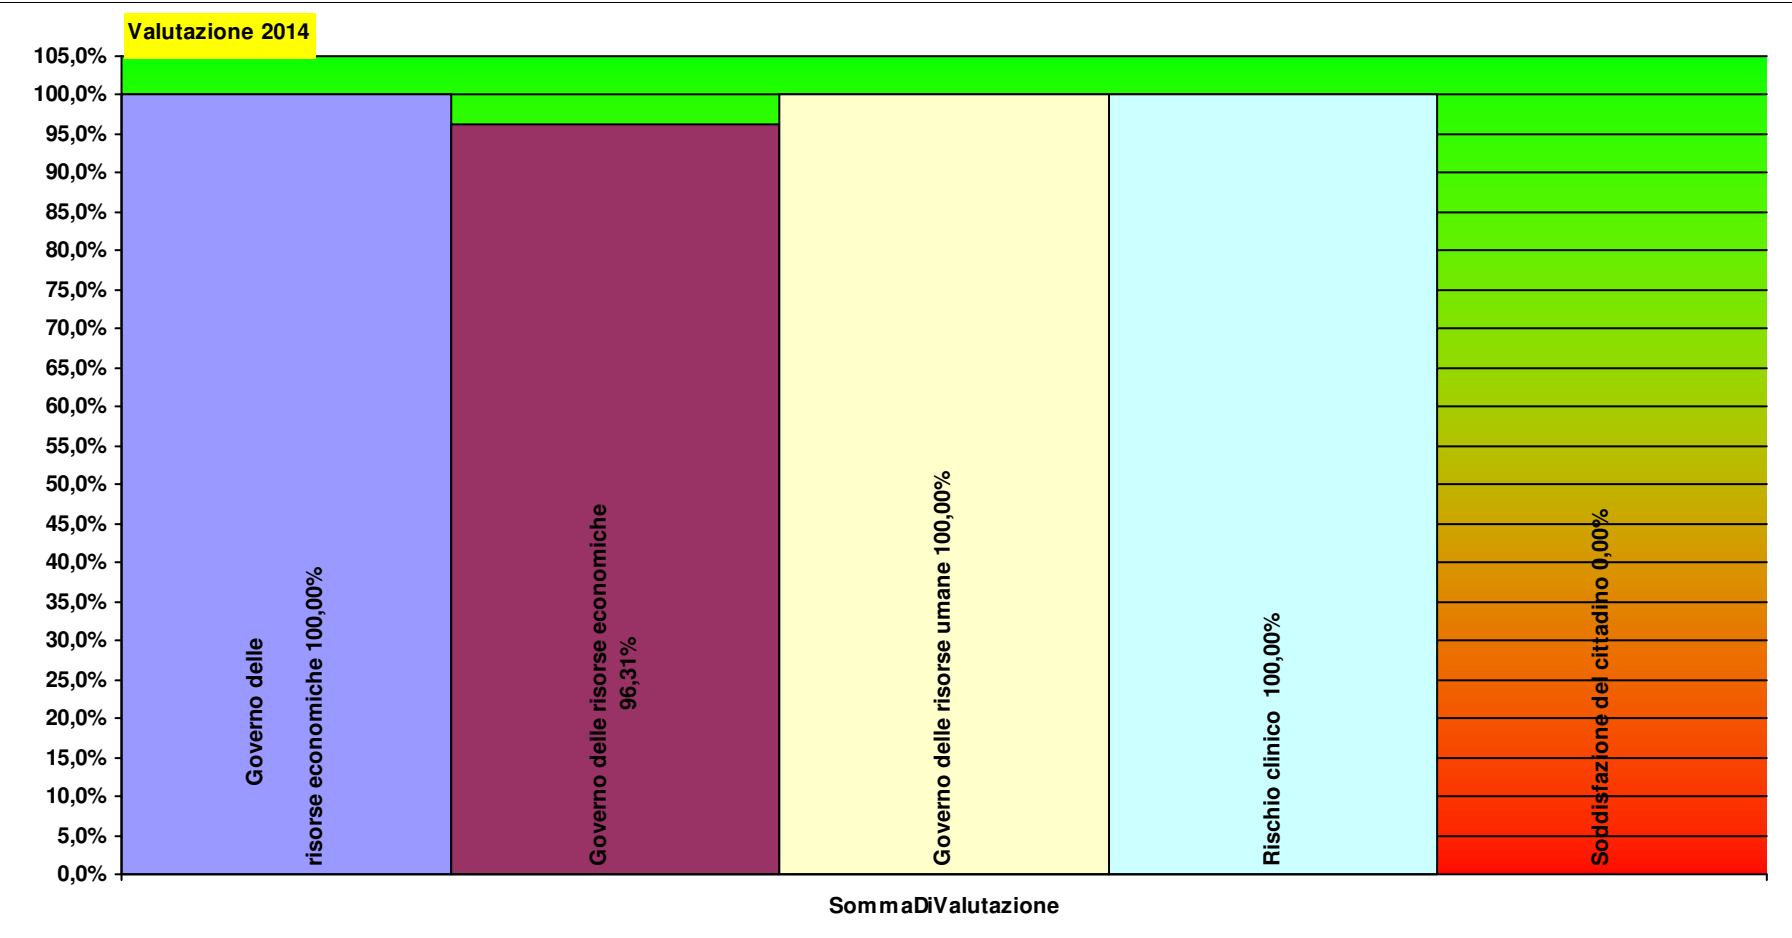 Valutazione 2014
105,0%
100,0%
95,0%
90,0%
85,0%
80,0%
75,0%
70,0%
65,0%
60,0%
55,0%
50,0%
45,0%
40,0%
35,0%
30,0%
25,0%
20,0%
15,0%
10,0%
5,0%
0,0%
Governo delle
risorse economiche 100,00%
Governo delle risorse economiche
96,31%
Governo delle risorse umane 100,00%
Rischio clinico  100,00%
Soddisfazione del cittadino 0,00%
SommaDiValutazione